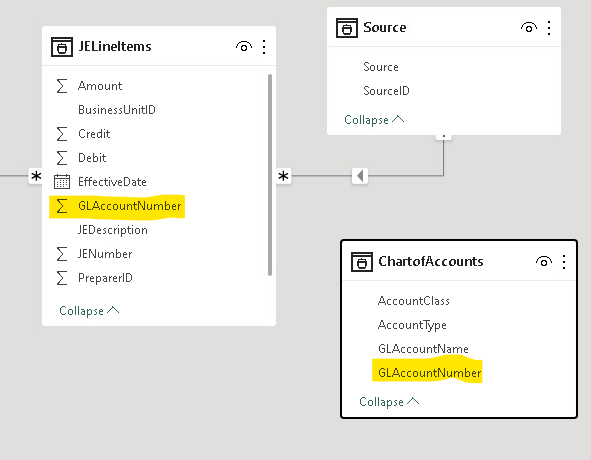 JELineItems
Amount
BusinessUnitID
Credit
Debit
EffectiveDate
GLAccountNumber
JEDescription
JENumber
PreparerID
Collapse
Source
Source
SourceID
Collapse
ChartofAccounts
AccountClass
AccountType
GLAccountName
GLAccountNumber
Collapse